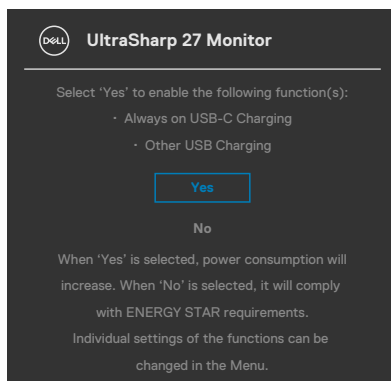 DELL
UltraSharp 27 Monitor
Select ‘Yes’ to enable the following function(s):
· Always on USB-C Charging
· Other USB Charging
Yes
No
When ‘Yes’ is selected, power consumption will
increase. When ‘No’ is selected, it will comply
with ENERGY STAR requirements.
Individual settings of the functions can be
changed in the Menu.